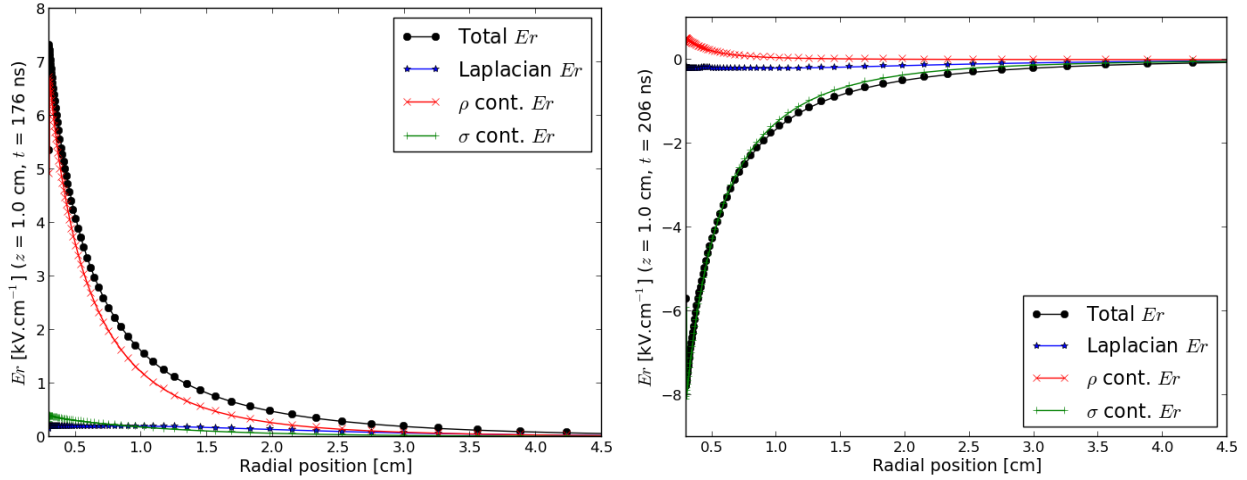 8
7
6
5
4
3
2
1
0
Er [kV.cm⁻¹] (z = 1.0 cm, t = 176 ns)
Total Er
Laplacian Er
ρ cont. Er
σ cont. Er
0.5 1.0 1.5 2.0 2.5 3.0 3.5 4.0 4.5
Radial position [cm]
0
−2
−4
−6
−8
Er [kV.cm⁻¹] (z = 1.0 cm, t = 206 ns)
Total Er
Laplacian Er
ρ cont. Er
σ cont. Er
0.5 1.0 1.5 2.0 2.5 3.0 3.5 4.0 4.5
Radial position [cm]